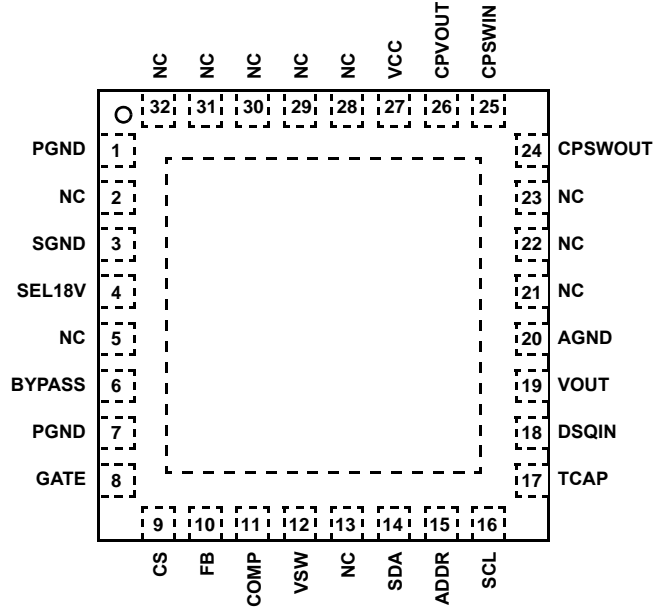 NC
NC
NC
NC
NC
VCC
CPVOUT
CPSWIN
32 31 30 29 28 27 26 25
PGND 1
NC 2
SGND 3
SEL18V 4
NC 5
BYPASS 6
PGND 7
GATE 8
24 CPSWOUT
23 NC
22 NC
21 NC
20 AGND
19 VOUT
18 DSQIN
17 TCAP
9 10 11 12 13 14 15 16
CS
FB
COMP
VSW
NC
SDA
ADDR
SCL